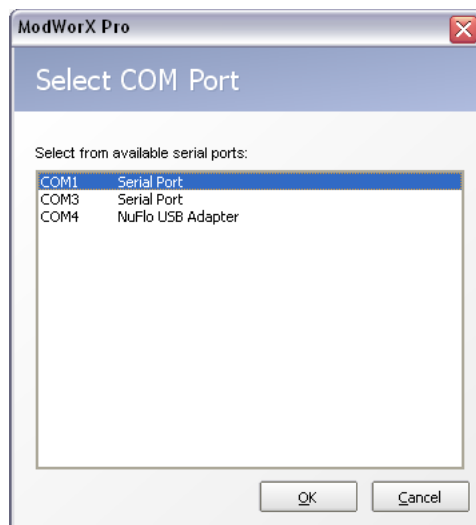 ModWorX Pro
Select COM Port
Select from available serial ports:
COM1 Serial Port
COM3 Serial Port
COM4 NuFlo USB Adapter
OK Cancel